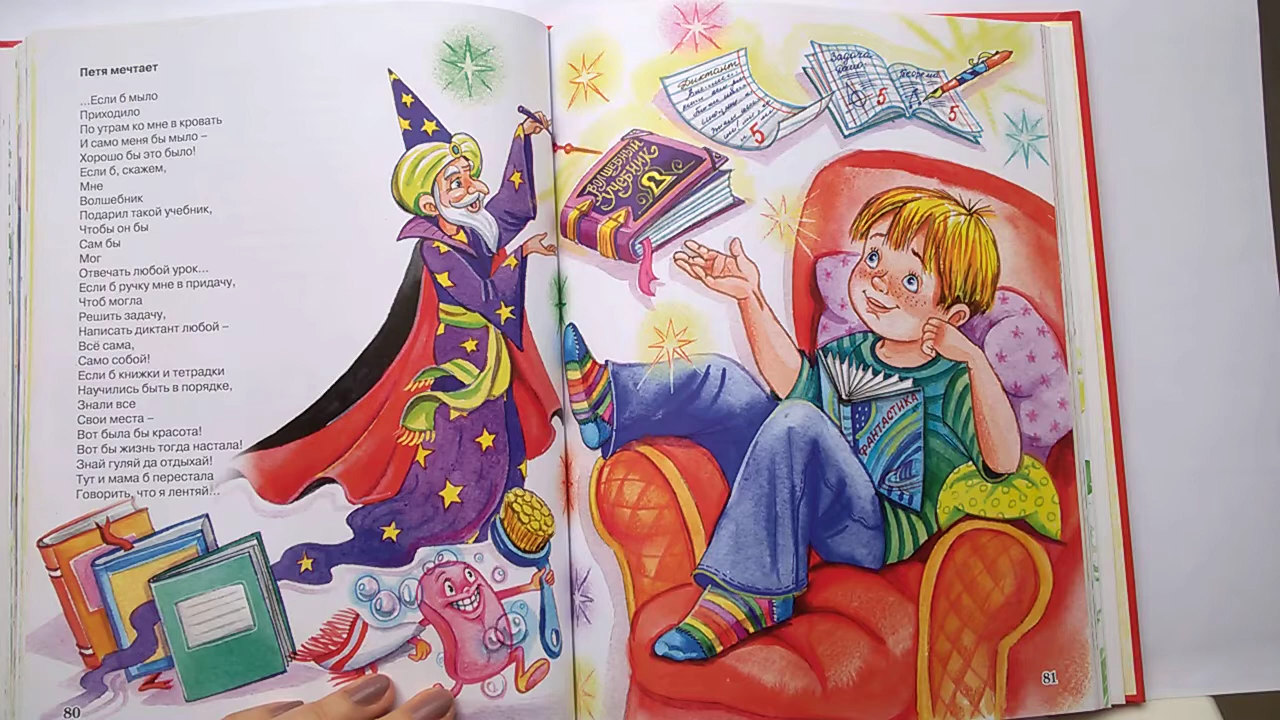 Петя мечтает
...Если б мыло
Приходило
По утрам ко мне в кровать
И само меня бы мыло –
Хорошо бы это было!
Если б, скажем,
Мне
Волшебник
Подарил такой учебник,
Чтобы он бы
Сам бы
Мог
Отвечать любой урок...
Если б ручку мне в придачу,
Чтоб могла
Решить задачу,
Написать диктант любой –
Всё сама,
Само собой!
Если б книжки и тетрадки
Научились быть в порядке,
Знали все
Свои места –
Вот была бы красота!
Вот бы жизнь тогда настала!
Знай гуляй да отдыхай!
Тут и мама б перестала
Говорить, что я лентяй!..
80
ВОЛШЕБНЫЙ
УЧЕБНИК
Диктант
5
Задача
5
Теорема
5
ФАНТАСТИКА
81